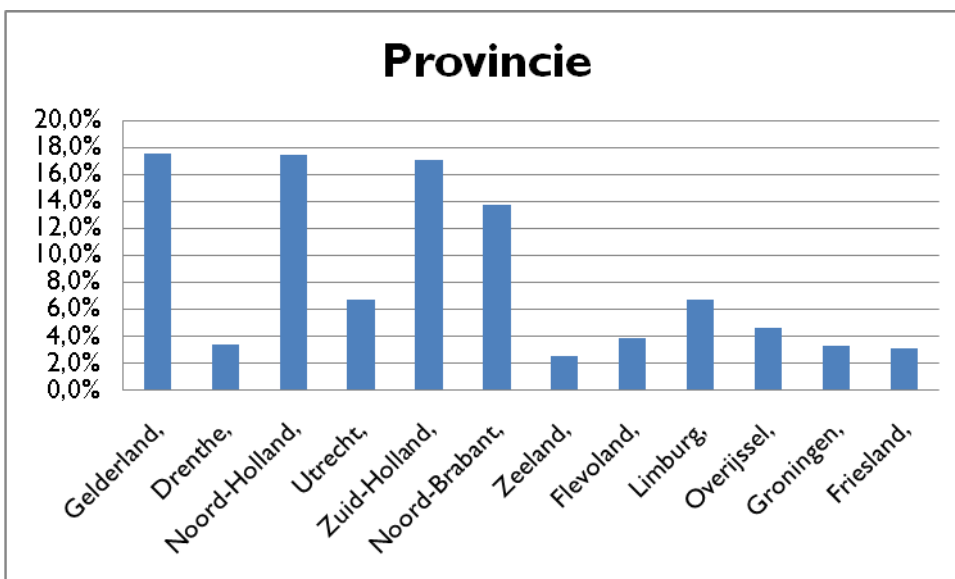 Provincie
20,0%
18,0%
16,0%
14,0%
12,0%
10,0%
8,0%
6,0%
4,0%
2,0%
0,0%
Gelderland,
Drenthe,
Noord-Holland,
Utrecht,
Zuid-Holland,
Noord-Brabant,
Zeeland,
Flevoland,
Limburg,
Overijssel,
Groningen,
Friesland,